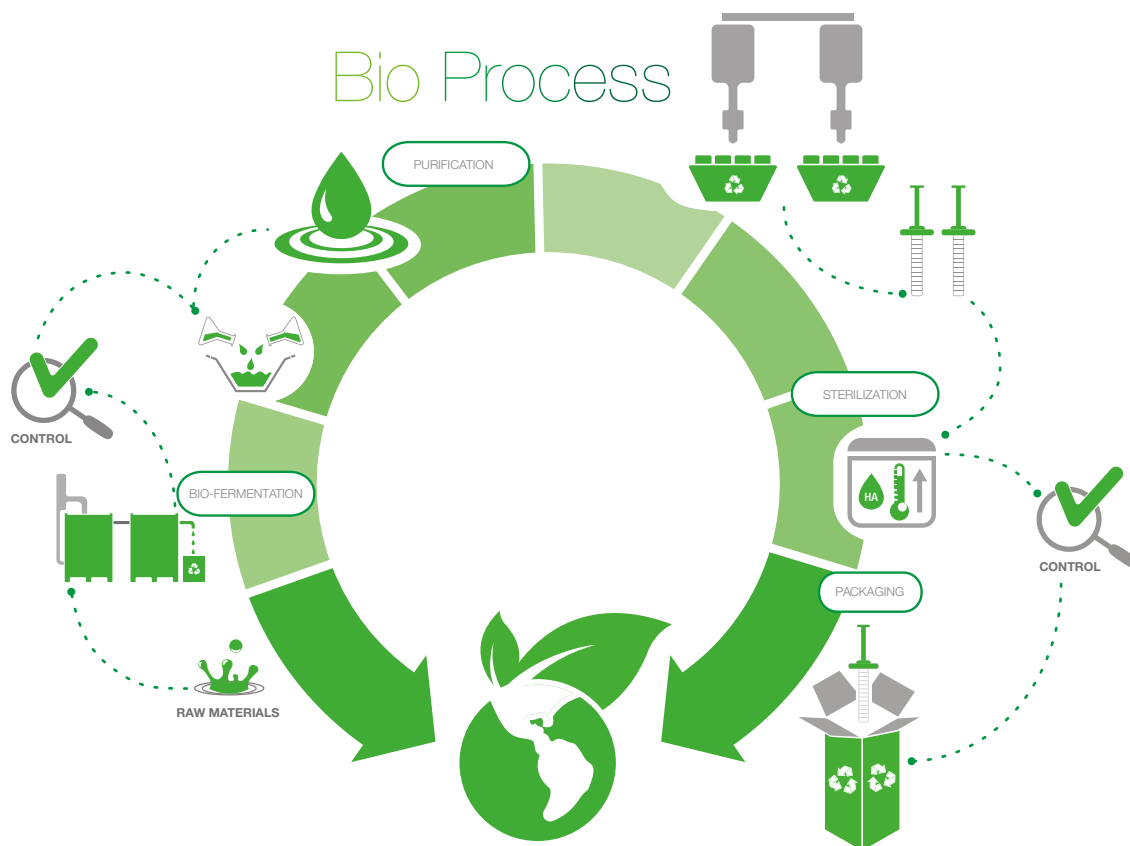 Bio Process
PURIFICATION
STERILIZATION
CONTROL
BIO-FERMENTATION
HA
CONTROL
PACKAGING
RAW MATERIALS